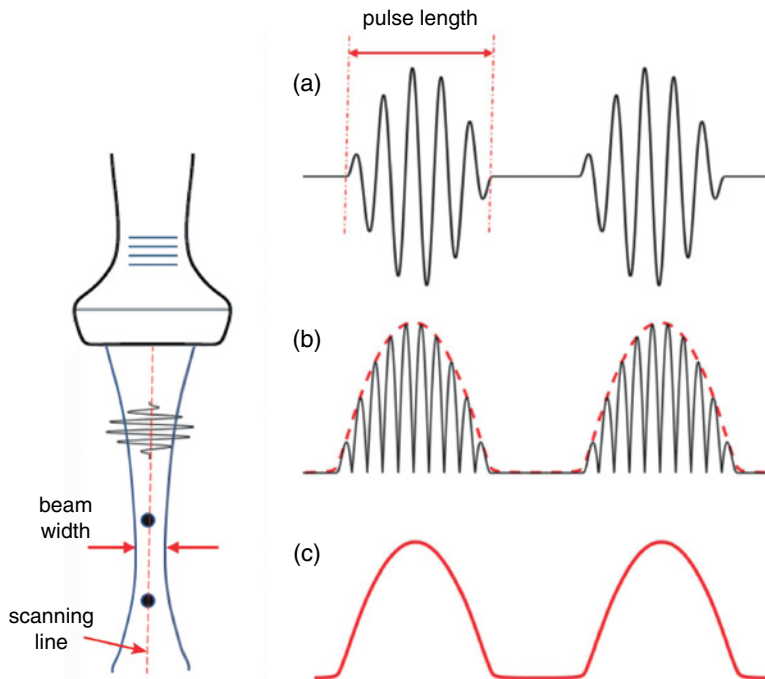 pulse length
(a)
(b)
beam
width
(c)
scanning
line